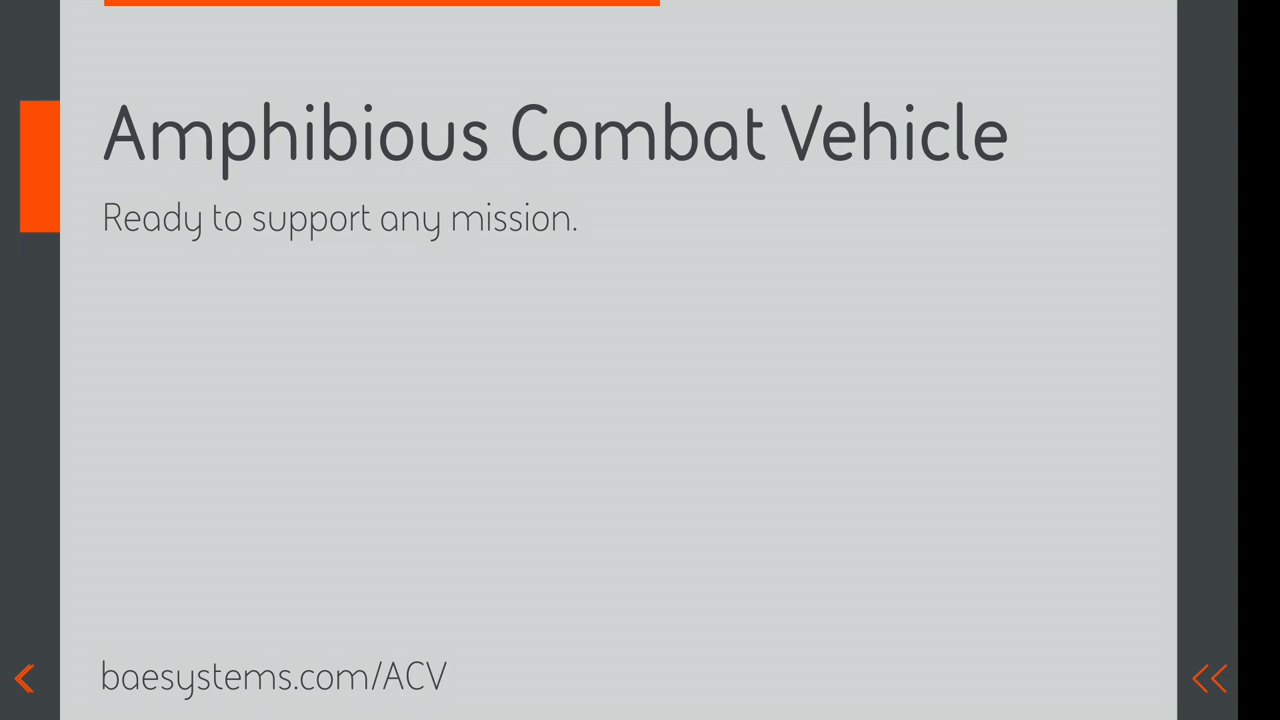 Amphibious Combat Vehicle
Ready to support any mission.
baesystems.com/ACV